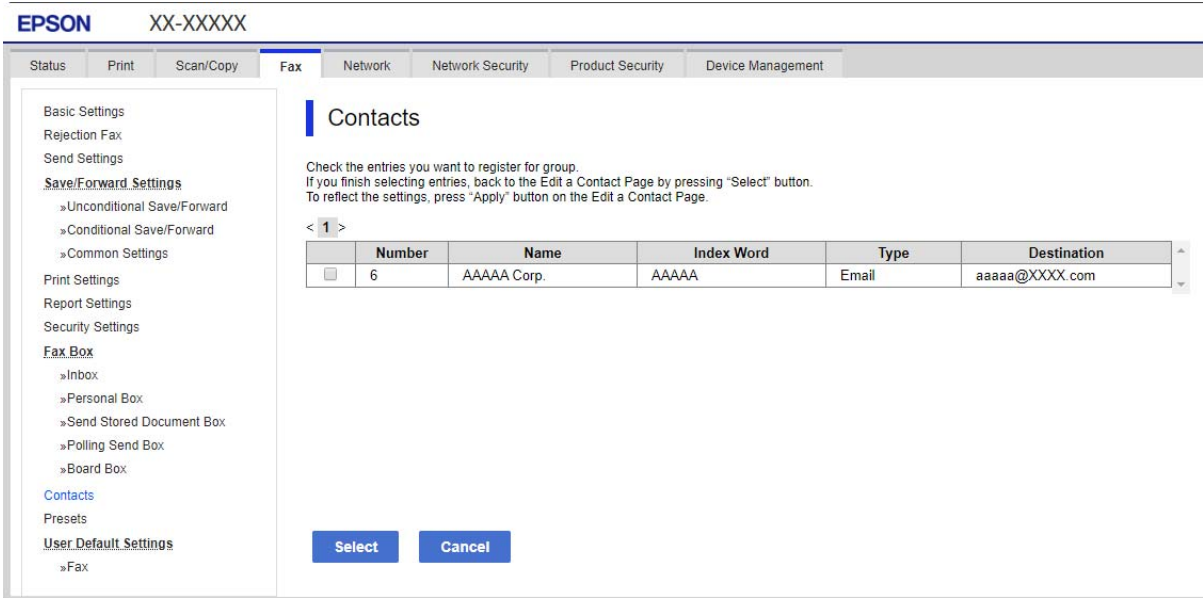 EPSON XX-XXXXX
Status Print Scan/Copy Fax Network Network Security Product Security Device Management
Basic Settings
Rejection Fax
Send Settings
Save/Forward Settings
»Unconditional Save/Forward
»Conditional Save/Forward
»Common Settings
Print Settings
Report Settings
Security Settings
Fax Box
»Inbox
»Personal Box
»Send Stored Document Box
»Polling Send Box
»Board Box
Contacts
Presets
User Default Settings
»Fax
Contacts
Check the entries you want to register for group.
If you finish selecting entries, back to the Edit a Contact Page by pressing “Select” button.
To reflect the settings, press “Apply” button on the Edit a Contact Page.
< 1 >
Number Name Index Word Type Destination
6 AAAAA Corp. AAAAA Email aaaaa@XXXX.com
Select Cancel